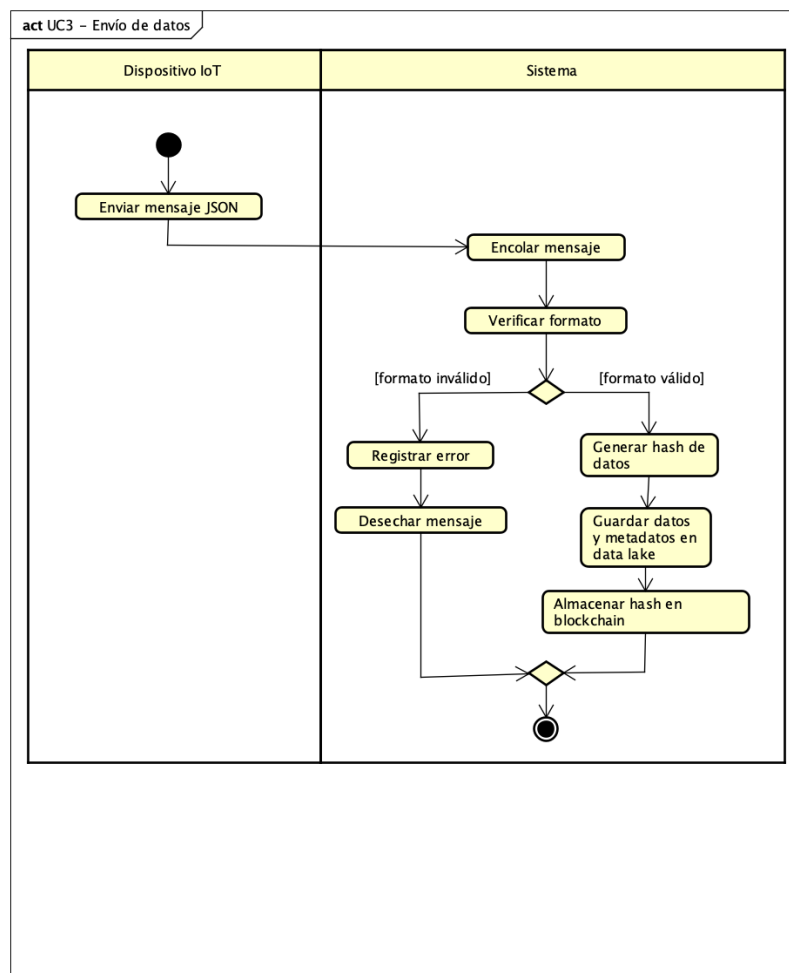 act UC3 – Envío de datos
Dispositivo IoT
Sistema
Enviar mensaje JSON
Encolar mensaje
Verificar formato
[formato inválido]
[formato válido]
Registrar error
Generar hash de
datos
Desechar mensaje
Guardar datos
y metadatos en
data lake
Almacenar hash en
blockchain